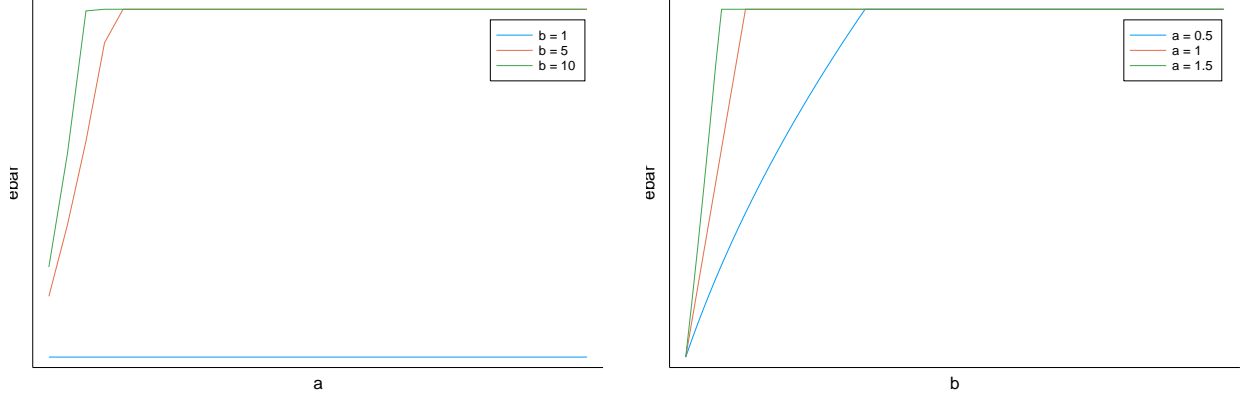 ebar
b = 1
b = 5
b = 10
a
ebar
a = 0.5
a = 1
a = 1.5
b